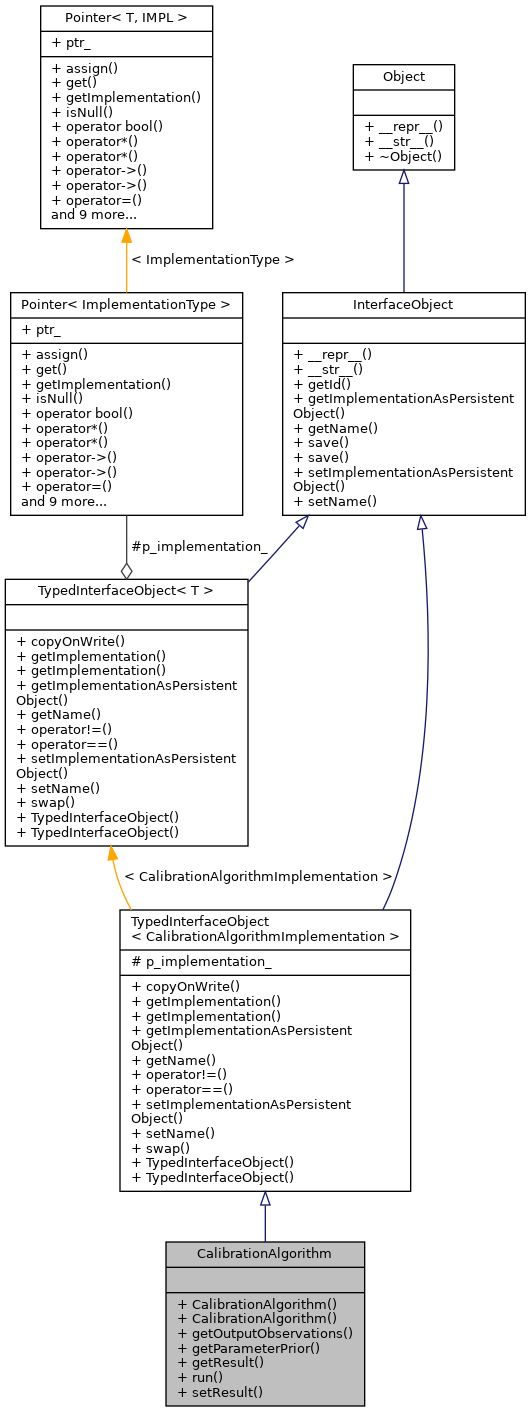 Pointer< T, IMPL >
+ ptr_
+ assign()
+ get()
+ getImplementation()
+ isNull()
+ operator bool()
+ operator*()
+ operator*()
+ operator->()
+ operator->()
+ operator=()
and 9 more...
Object
+ __repr__()
+ __str__()
+ ~Object()
< ImplementationType >
Pointer< ImplementationType >
+ ptr_
+ assign()
+ get()
+ getImplementation()
+ isNull()
+ operator bool()
+ operator*()
+ operator*()
+ operator->()
+ operator->()
+ operator=()
and 9 more...
InterfaceObject
+ __repr__()
+ __str__()
+ getId()
+ getImplementationAsPersistent
Object()
+ getName()
+ save()
+ save()
+ setImplementationAsPersistent
Object()
+ setName()
#p_implementation_
TypedInterfaceObject< T >
+ copyOnWrite()
+ getImplementation()
+ getImplementation()
+ getImplementationAsPersistent
Object()
+ getName()
+ operator!=()
+ operator==()
+ setImplementationAsPersistent
Object()
+ setName()
+ swap()
+ TypedInterfaceObject()
+ TypedInterfaceObject()
< CalibrationAlgorithmImplementation >
TypedInterfaceObject
< CalibrationAlgorithmImplementation >
# p_implementation_
+ copyOnWrite()
+ getImplementation()
+ getImplementation()
+ getImplementationAsPersistent
Object()
+ getName()
+ operator!=()
+ operator==()
+ setImplementationAsPersistent
Object()
+ setName()
+ swap()
+ TypedInterfaceObject()
+ TypedInterfaceObject()
CalibrationAlgorithm
+ CalibrationAlgorithm()
+ CalibrationAlgorithm()
+ getOutputObservations()
+ getParameterPrior()
+ getResult()
+ run()
+ setResult()